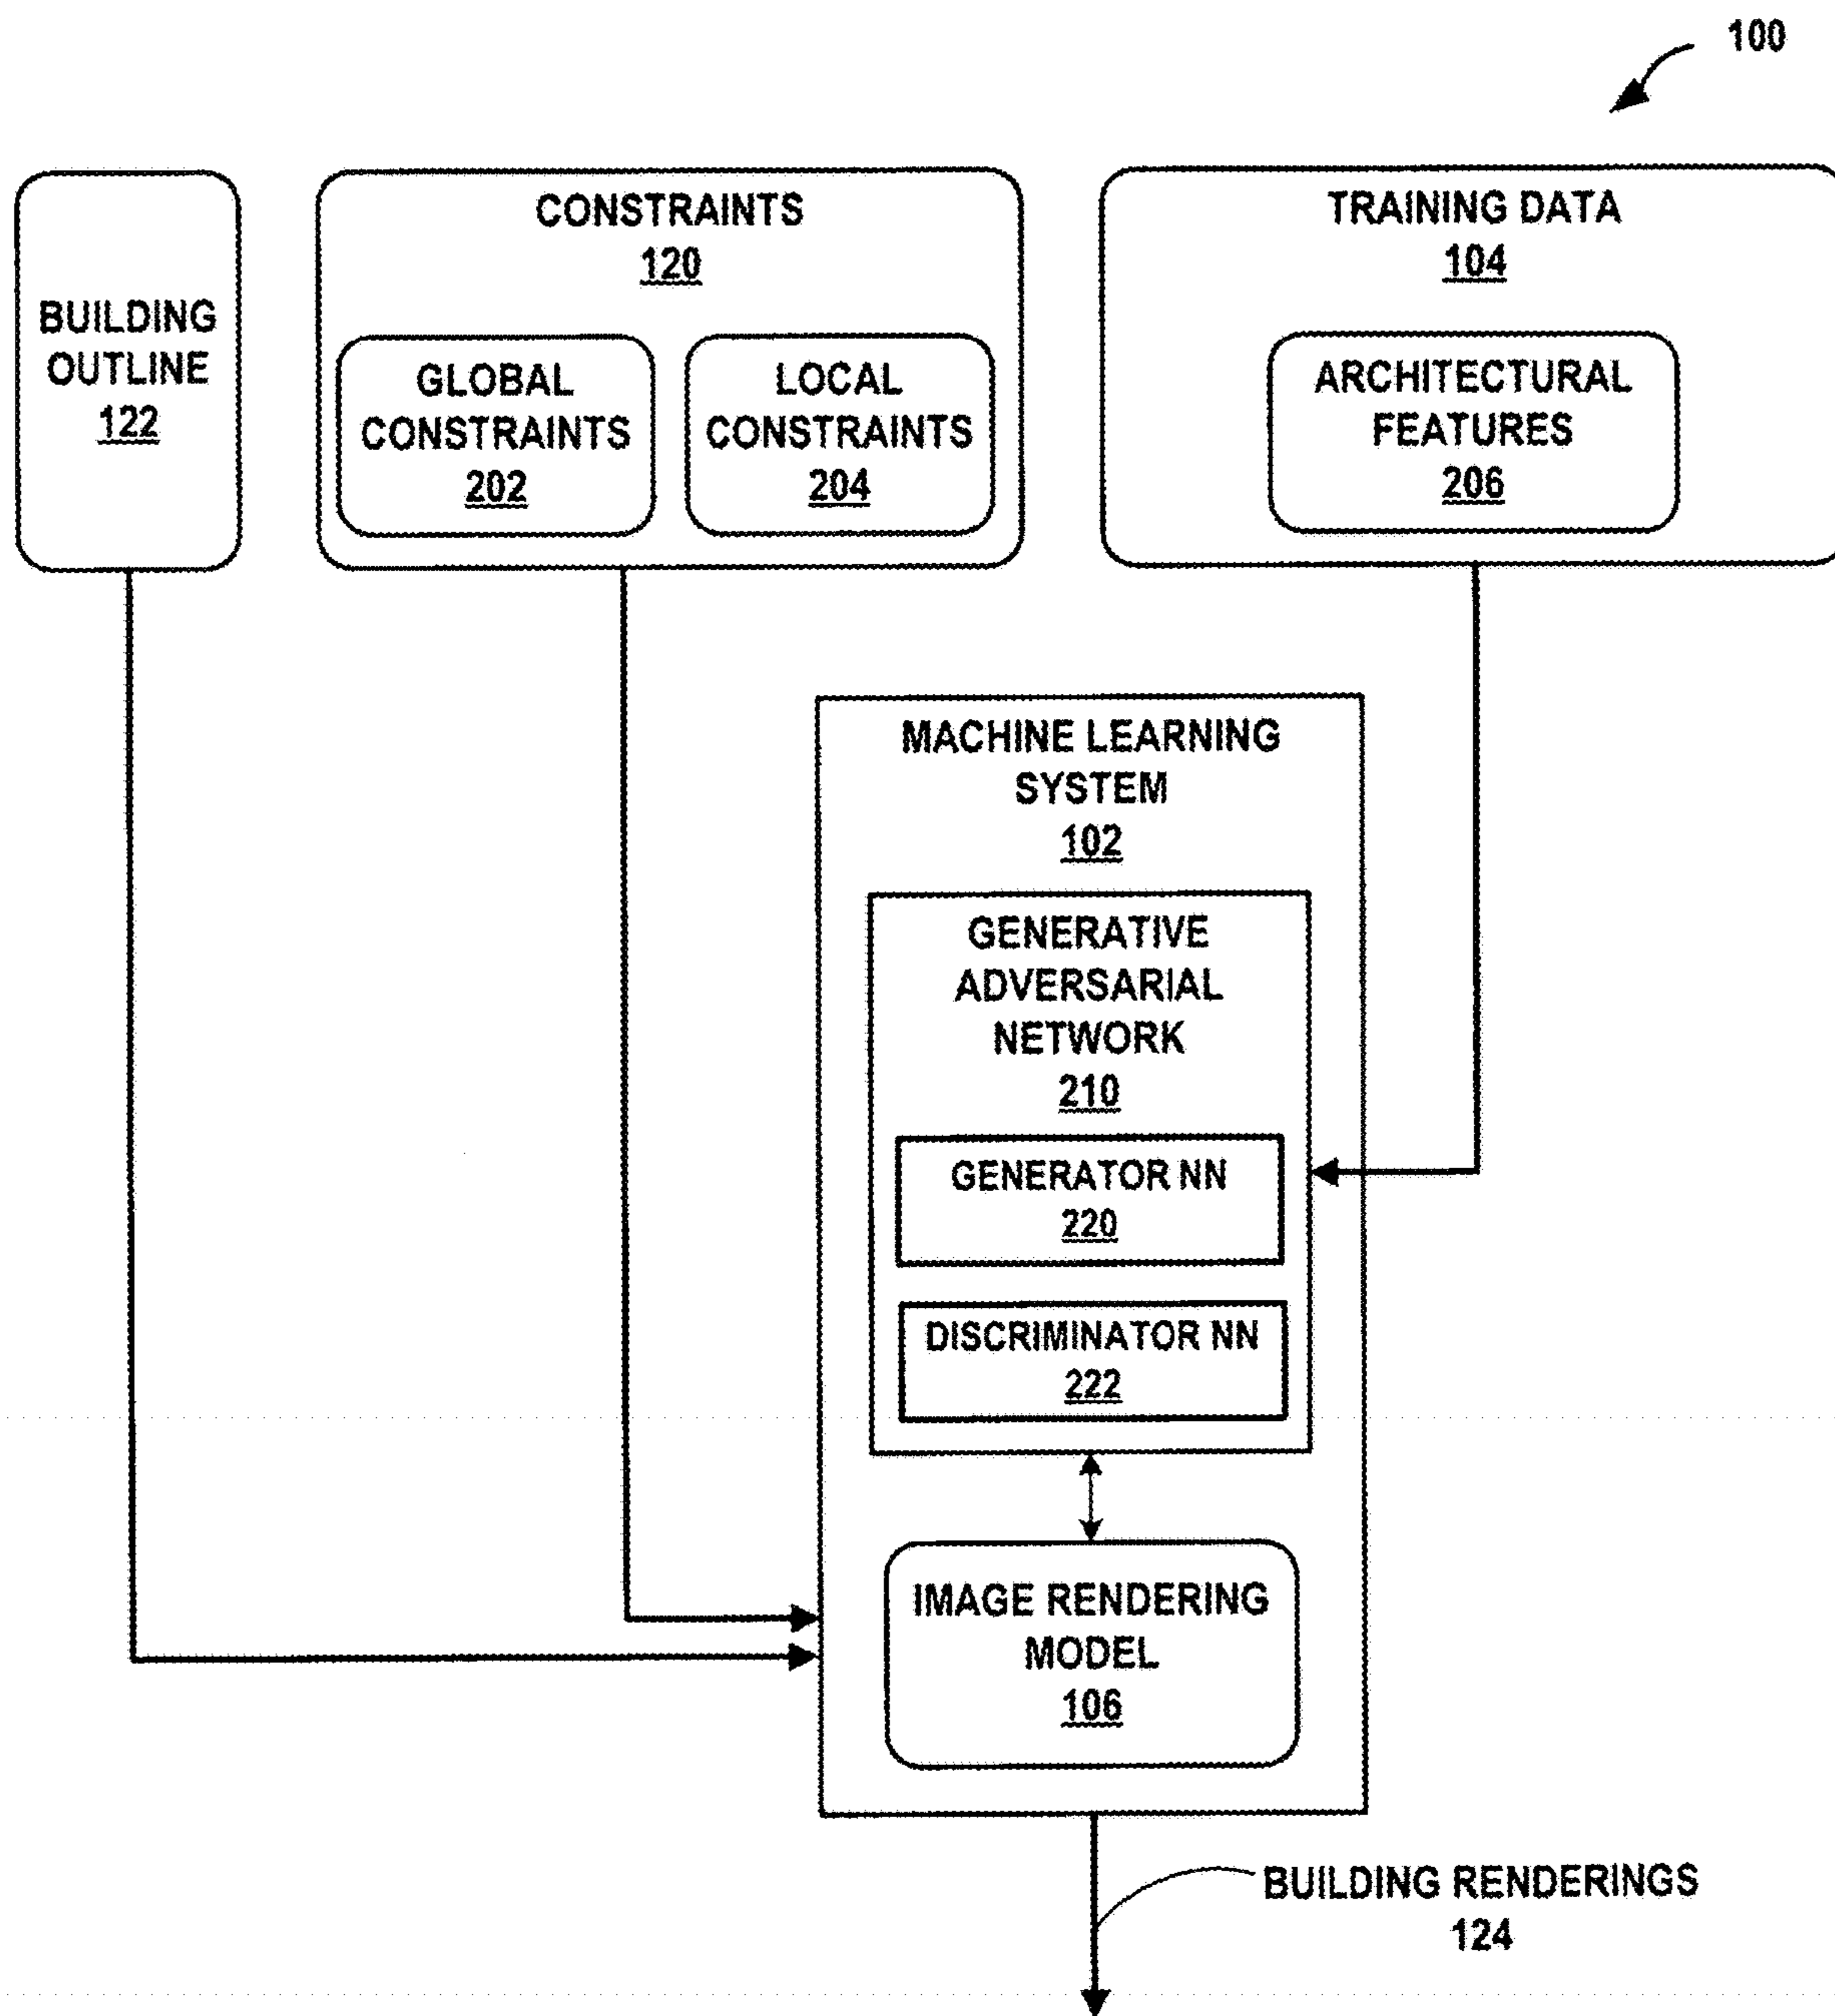 100
BUILDING
OUTLINE
122
CONSTRAINTS
120
GLOBAL
CONSTRAINTS
202
LOCAL
CONSTRAINTS
204
TRAINING DATA
104
ARCHITECTURAL
FEATURES
206
MACHINE LEARNING
SYSTEM
102
GENERATIVE
ADVERSARIAL
NETWORK
210
GENERATOR NN
220
DISCRIMINATOR NN
222
IMAGE RENDERING
MODEL
106
BUILDING RENDERINGS
124